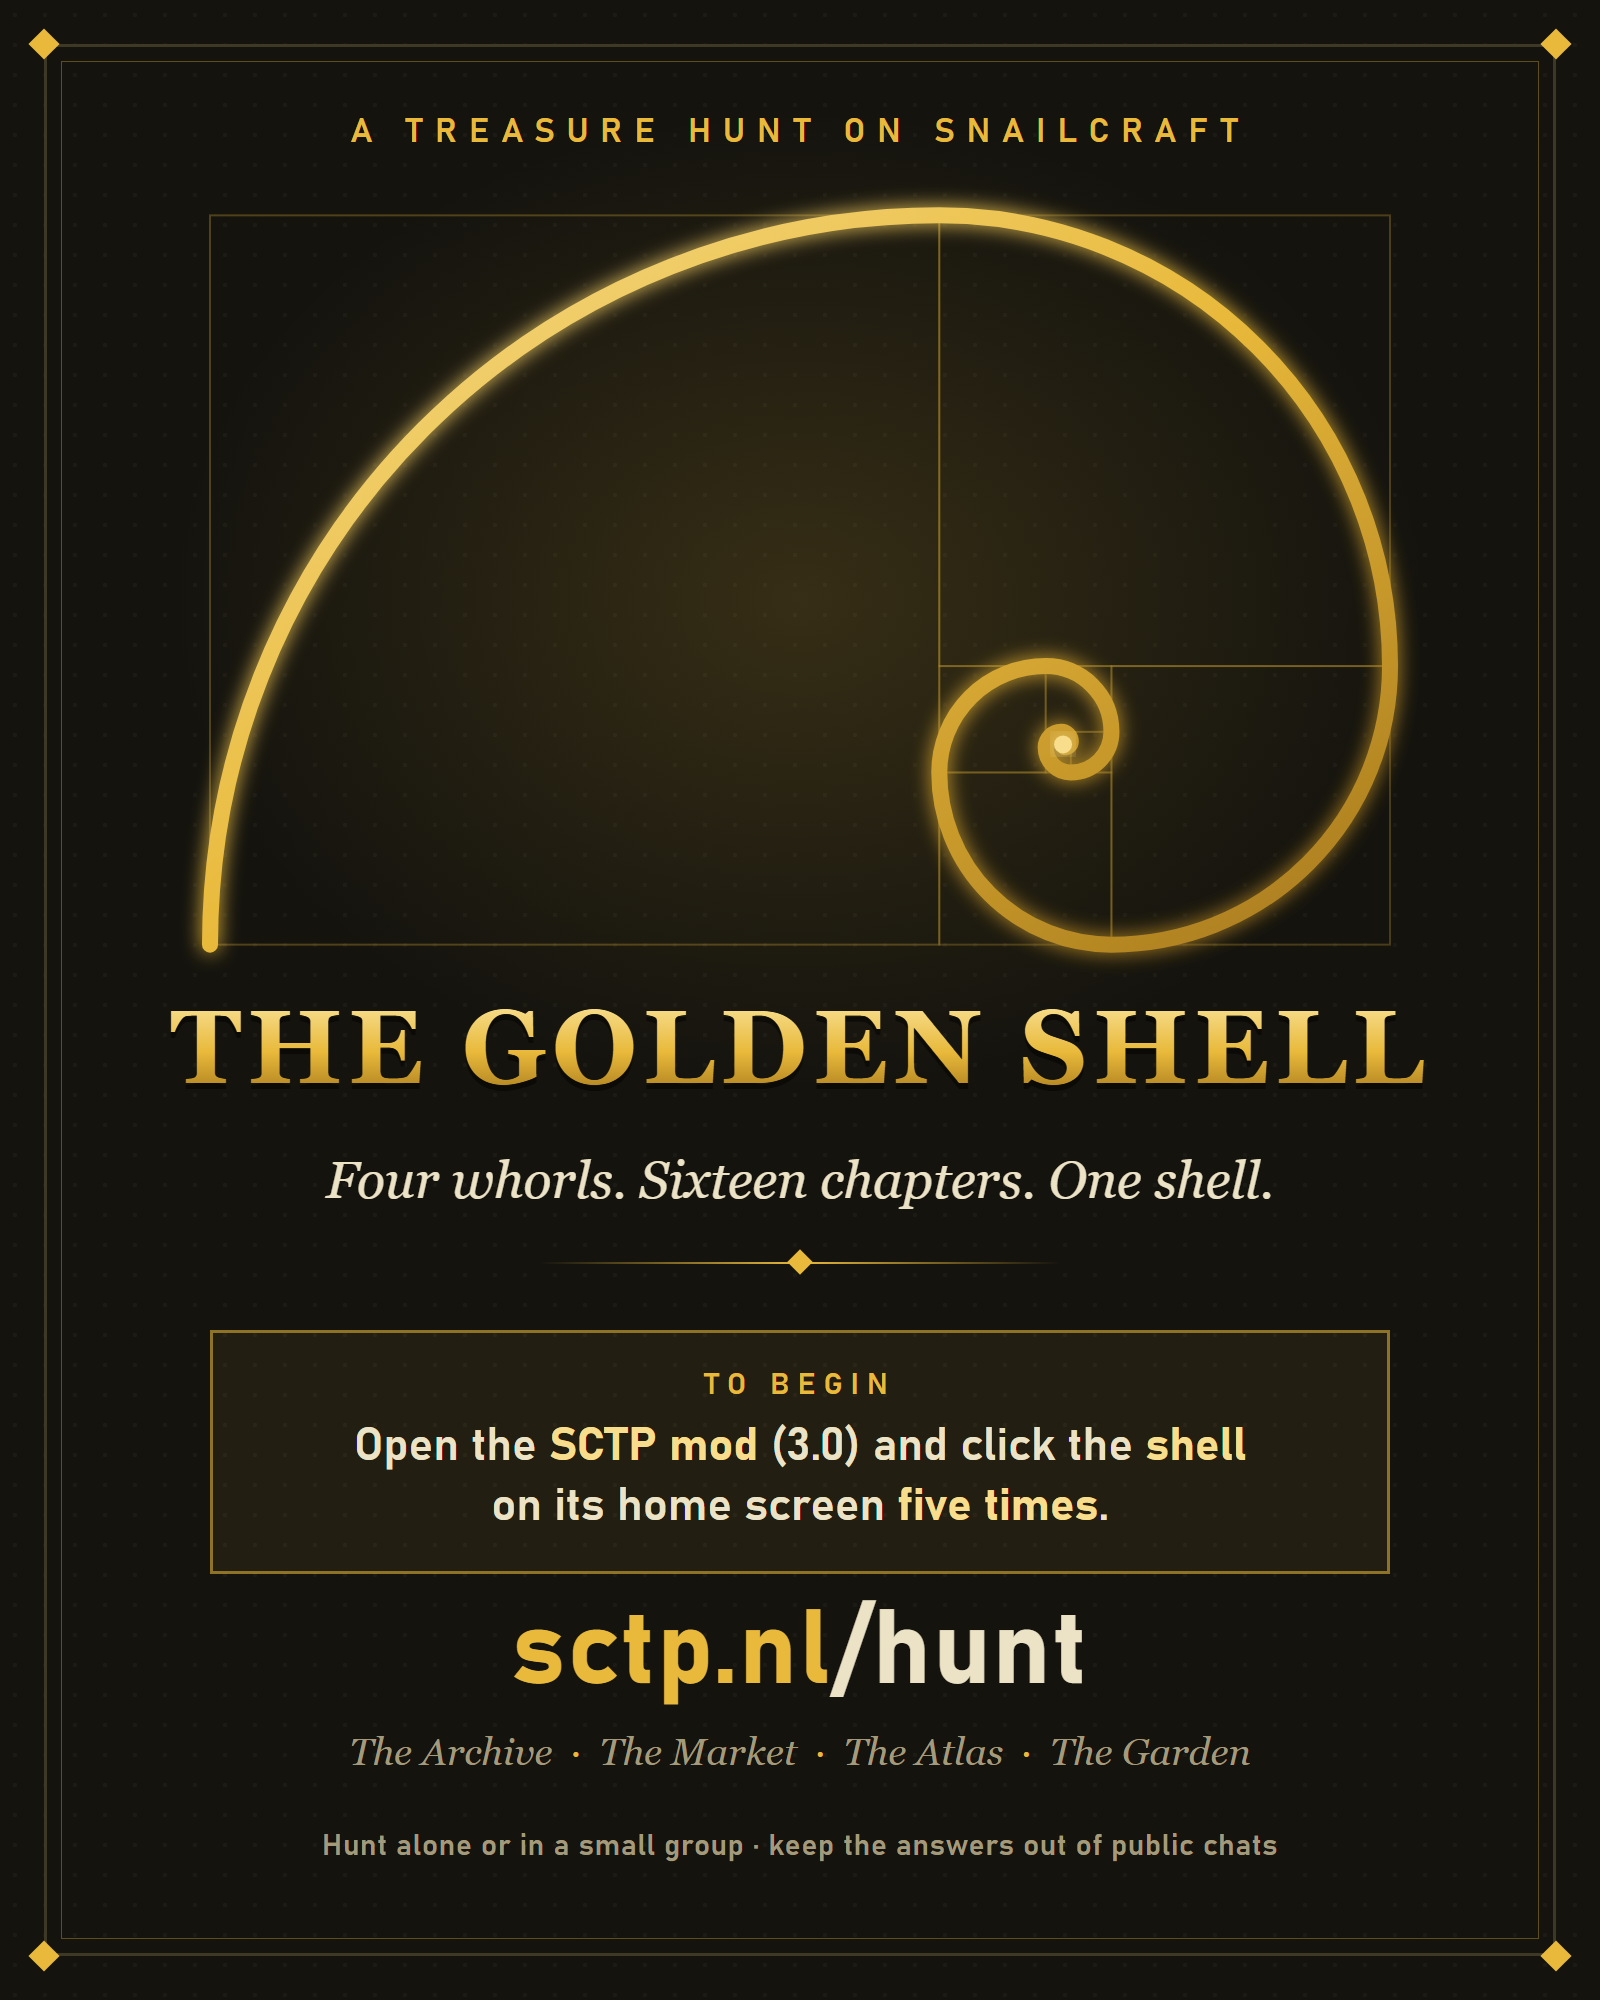 A TREASURE HUNT ON SNAILCRAFT
THE GOLDEN SHELL
Four whorls. Sixteen chapters. One shell.
TO BEGIN
Open the SCTP mod (3.0) and click the shell
on its home screen five times.
sctp.nl/hunt
The Archive · The Market · The Atlas · The Garden
Hunt alone or in a small group · keep the answers out of public chats